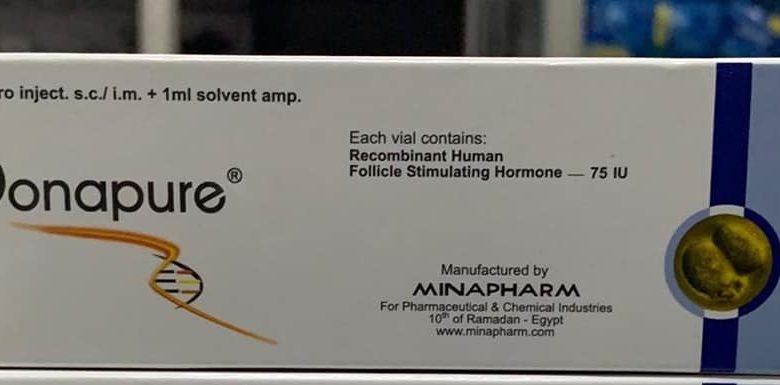 inject. s.c./ i.m. + 1ml solvent amp.
onapure®
Each vial contains:
Recombinant Human
Follicle Stimulating Hormone — 75 IU
Manufactured by
MINAPHARM
For Pharmaceutical & Chemical Industries
10th of Ramadan - Egypt
www.minapharm.com